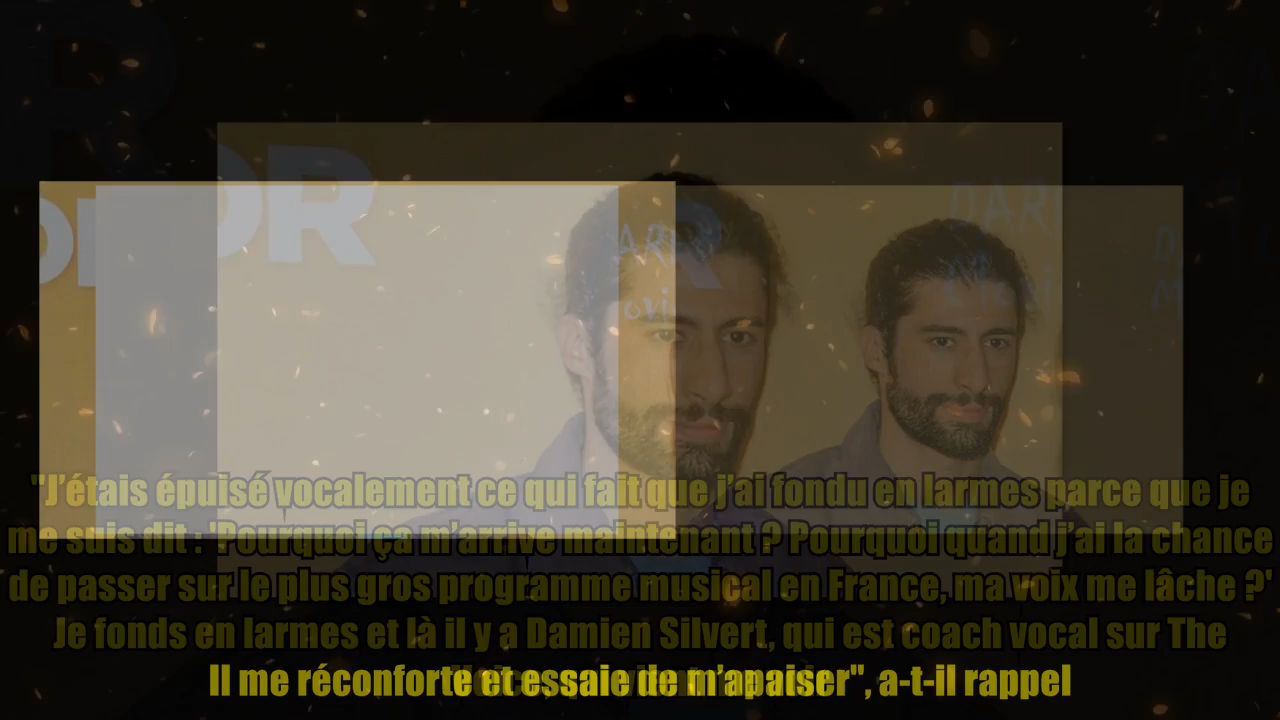 OR
"J'étais épuisé vocalement ce qui fait que j'ai fondu en larmes parce que je
me suis dit : 'Pourquoi ça m'arrive maintenant ? Pourquoi quand j'ai la chance
de passer sur le plus gros programme musical en France, ma voix me lâche ?'
Je fonds en larmes et là il y a Damien Silvert, qui est coach vocal sur The
Il me réconforte et essaie de m'apaiser", a-t-il rappel